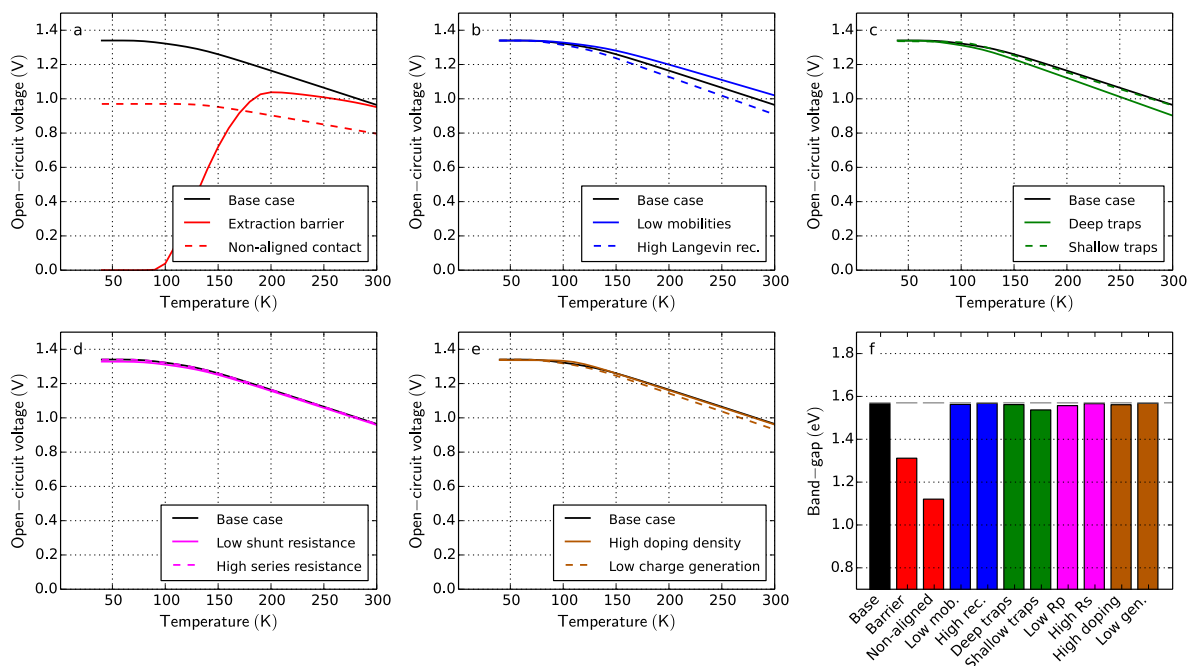 a
Open−circuit voltage (V)
1.4
1.2
1.0
0.8
0.6
0.4
0.2
0.0
Base case
Extraction barrier
Non-aligned contact
50 100 150 200 250 300
Temperature (K)
b
Open−circuit voltage (V)
1.4
1.2
1.0
0.8
0.6
0.4
0.2
0.0
Base case
Low mobilities
High Langevin rec.
50 100 150 200 250 300
Temperature (K)
c
Open−circuit voltage (V)
1.4
1.2
1.0
0.8
0.6
0.4
0.2
0.0
Base case
Deep traps
Shallow traps
50 100 150 200 250 300
Temperature (K)
d
Open−circuit voltage (V)
1.4
1.2
1.0
0.8
0.6
0.4
0.2
0.0
Base case
Low shunt resistance
High series resistance
50 100 150 200 250 300
Temperature (K)
e
Open−circuit voltage (V)
1.4
1.2
1.0
0.8
0.6
0.4
0.2
0.0
Base case
High doping density
Low charge generation
50 100 150 200 250 300
Temperature (K)
f
Band−gap (eV)
1.8
1.6
1.4
1.2
1.0
0.8
Base
Barrier
Non-aligned
Low mob.
High rec.
Deep traps
Shallow traps
Low Rp
High Rs
High doping
Low gen.